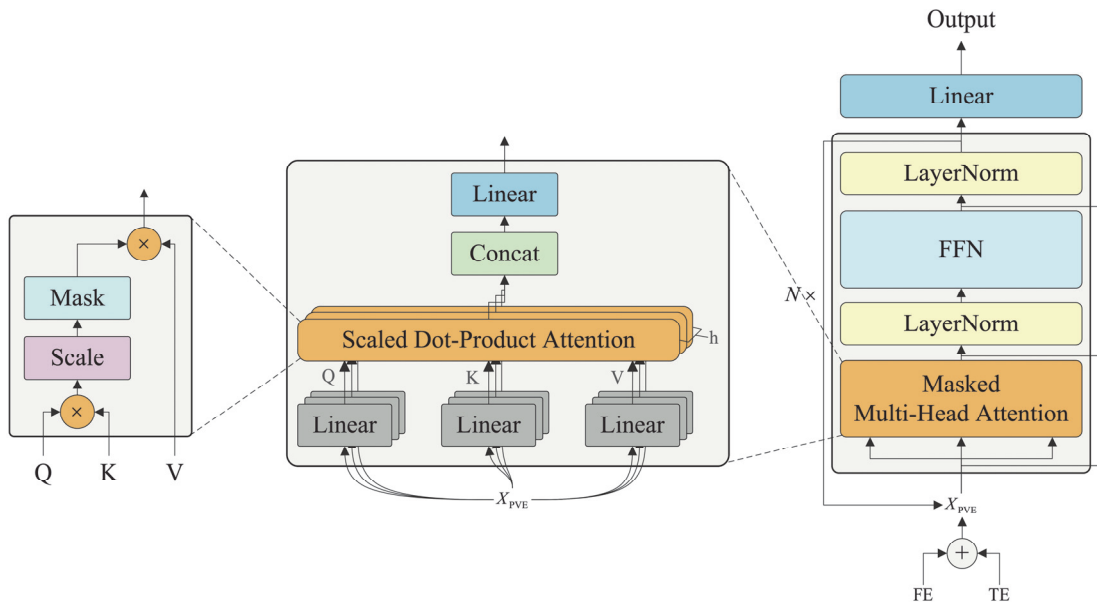 ×
Mask
Scale
×
Q
K
V
Linear
Concat
Scaled Dot-Product Attention
h
Q
K
V
Linear
Linear
Linear
X_PVE
Output
Linear
LayerNorm
FFN
N ×
LayerNorm
Masked
Multi-Head Attention
X_PVE
+
FE
TE